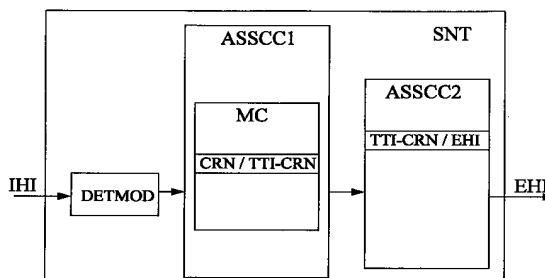 SNT
ASSCC1
ASSCC2
MC
TTI-CRN / EHI
CRN / TTI-CRN
IHI
DETMOD
EHI